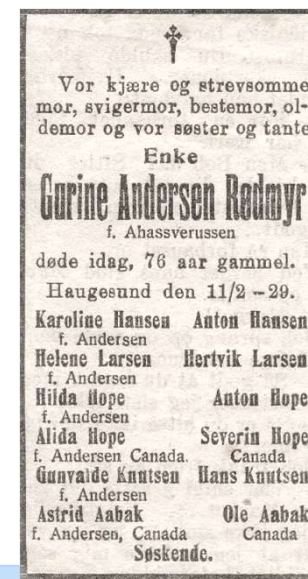 Vor kjære og strevsomme
mor, svigermor, bestemor, ol-
demor og vor søster og tante
Enke
Gurine Andersen Rødmyr
f. Ahassverussen
døde idag, 76 aar gammel.
Haugesund den 11/2 - 29.
Karoline Hansen Anton Hansen
f. Andersen
Helene Larsen Hertvik Larsen
f. Andersen
Hilda Hope Anton Hope
f. Andersen
Alida Hope Severin Hope
f. Andersen Canada. Canada
Gunvalde Knutsen Hans Knutsen
f. Andersen
Astrid Aabak Ole Aabak
f. Andersen, Canada Canada
Søskende.